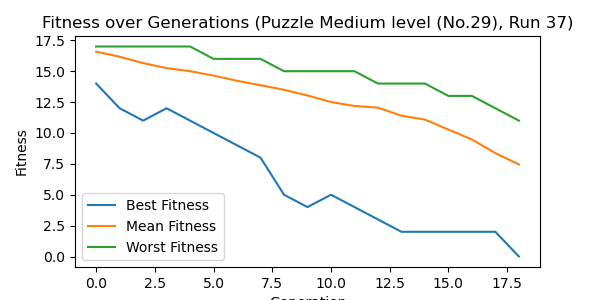 Fitness over Generations (Puzzle Medium level (No.29), Run 37)
17.5
15.0
12.5
10.0
7.5
5.0
2.5
0.0
Fitness
Best Fitness
Mean Fitness
Worst Fitness
0.0 2.5 5.0 7.5 10.0 12.5 15.0 17.5
Generation